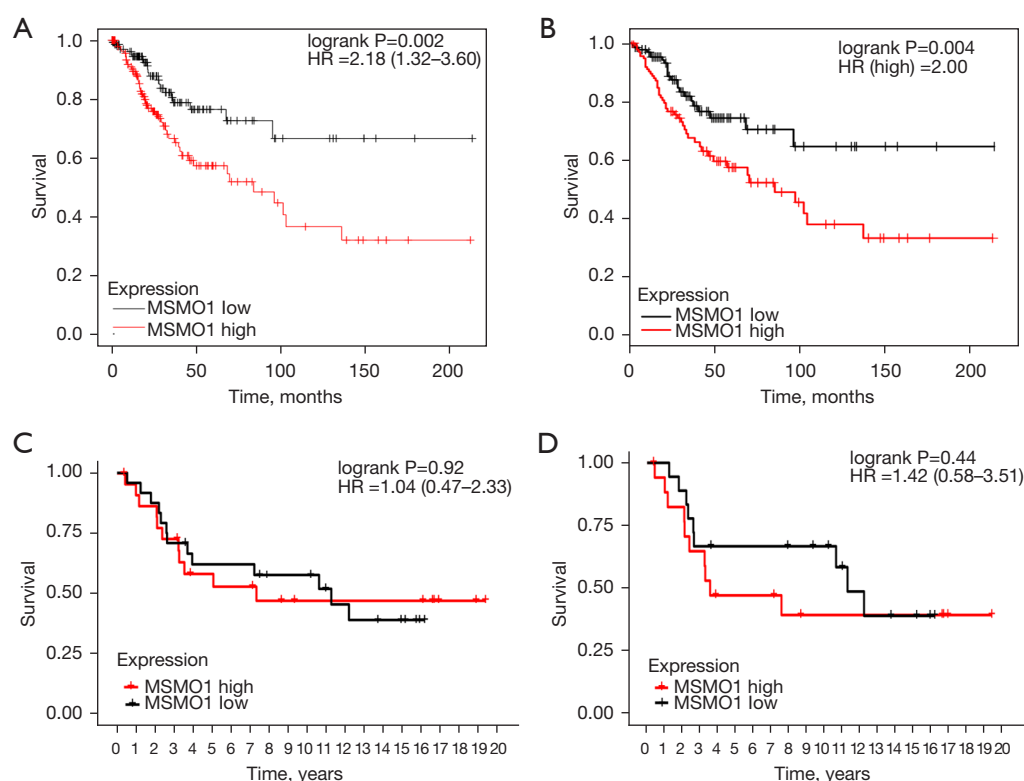 A
logrank P=0.002
HR =2.18 (1.32–3.60)
1.0
0.8
0.6
0.4
0.2
0.0
Survival
Expression
MSMO1 low
MSMO1 high
0 50 100 150 200
Time, months
B
logrank P=0.004
HR (high) =2.00
1.0
0.8
0.6
0.4
0.2
0.0
Survival
Expression
MSMO1 low
MSMO1 high
0 50 100 150 200
Time, months
C
logrank P=0.92
HR =1.04 (0.47–2.33)
1.00
0.75
0.50
0.25
0.00
Survival
Expression
MSMO1 high
MSMO1 low
0 1 2 3 4 5 6 7 8 9 10 11 12 13 14 15 16 17 18 19 20
Time, years
D
logrank P=0.44
HR =1.42 (0.58–3.51)
1.00
0.75
0.50
0.25
0.00
Survival
Expression
MSMO1 high
MSMO1 low
0 1 2 3 4 5 6 7 8 9 10 11 12 13 14 15 16 17 18 19 20
Time, years